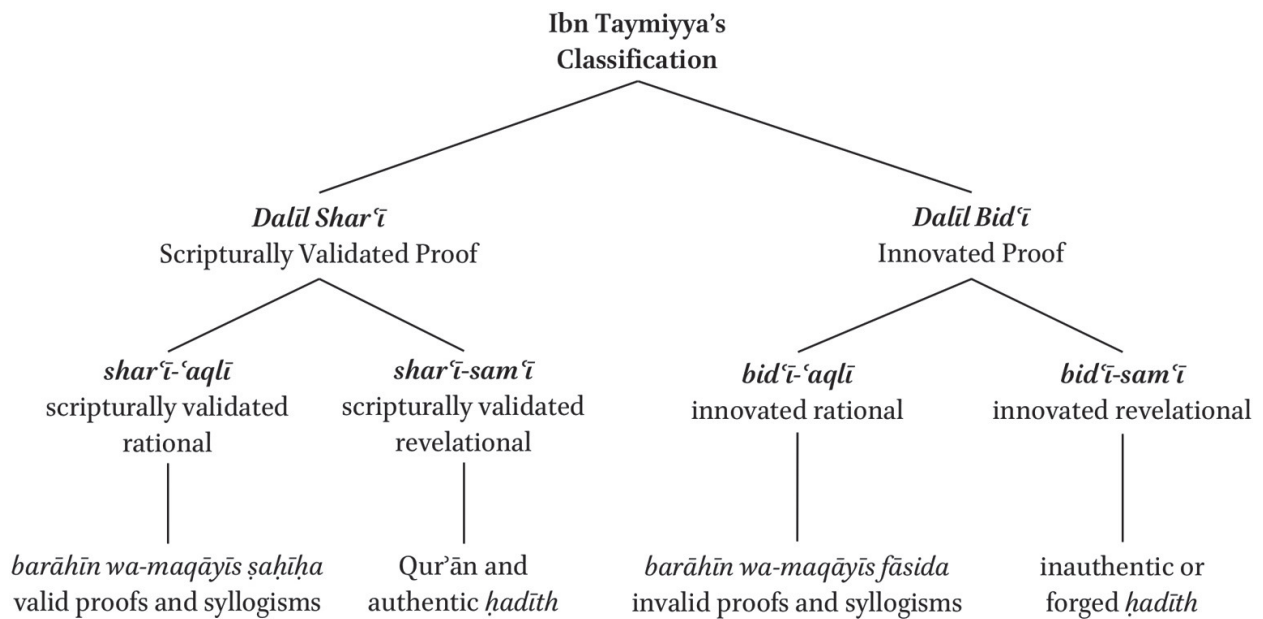 Ibn Taymiyya’s
Classification
Dalīl Sharʿī
Scripturally Validated Proof
Dalīl Bidʿī
Innovated Proof
sharʿī-ʿaqlī
scripturally validated
rational
sharʿī-samʿī
scripturally validated
revelational
bidʿī-ʿaqlī
innovated rational
bidʿī-samʿī
innovated revelational
barāhīn wa-maqāyīs ṣaḥīḥa
valid proofs and syllogisms
Qurʾān and
authentic ḥadīth
barāhīn wa-maqāyīs fāsida
invalid proofs and syllogisms
inauthentic or
forged ḥadīth